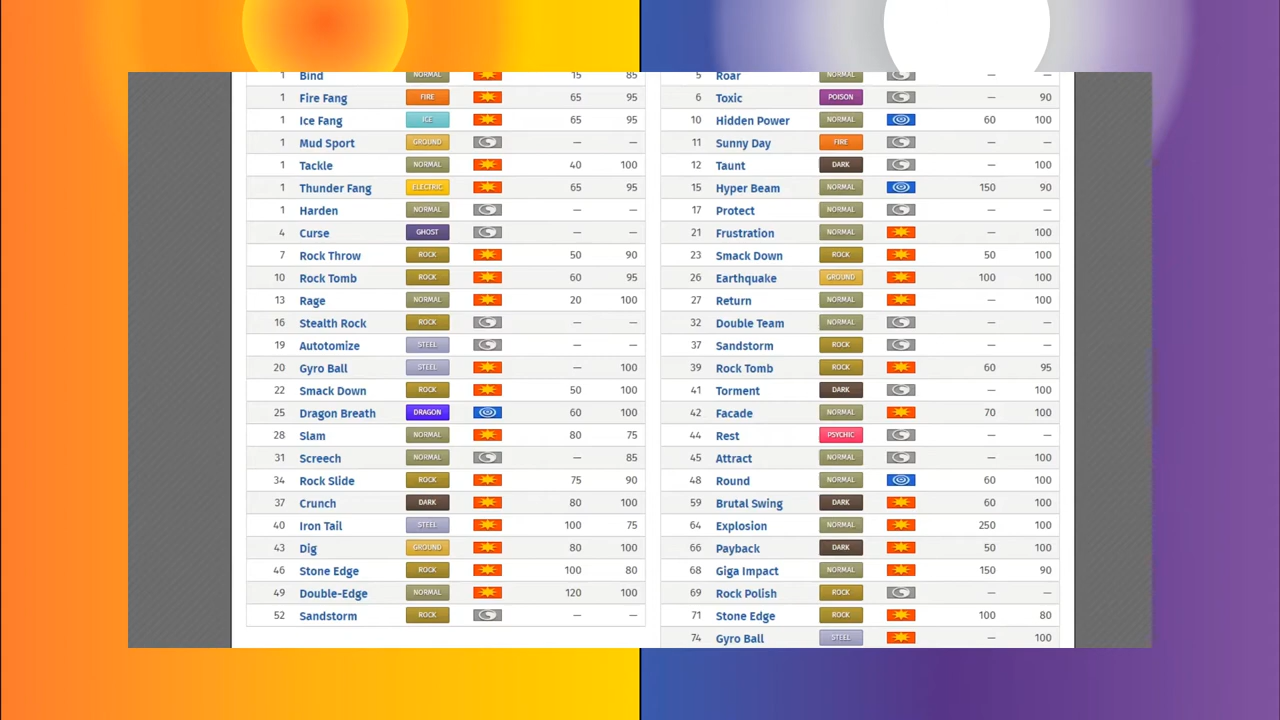 1 Bind NORMAL 15 85
1 Fire Fang FIRE 65 95
1 Ice Fang ICE 65 95
1 Mud Sport GROUND — —
1 Tackle NORMAL 40 100
1 Thunder Fang ELECTRIC 65 95
1 Harden NORMAL — —
4 Curse GHOST — —
7 Rock Throw ROCK 50 90
10 Rock Tomb ROCK 60 95
13 Rage NORMAL 20 100
16 Stealth Rock ROCK — —
19 Autotomize STEEL — —
20 Gyro Ball STEEL — 100
22 Smack Down ROCK 50 100
25 Dragon Breath DRAGON 60 100
28 Slam NORMAL 80 75
31 Screech NORMAL — 85
34 Rock Slide ROCK 75 90
37 Crunch DARK 80 100
40 Iron Tail STEEL 100 75
43 Dig GROUND 80 100
46 Stone Edge ROCK 100 80
49 Double-Edge NORMAL 120 100
52 Sandstorm ROCK — —
5 Roar NORMAL — —
6 Toxic POISON — 90
10 Hidden Power NORMAL 60 100
11 Sunny Day FIRE — —
12 Taunt DARK — 100
15 Hyper Beam NORMAL 150 90
17 Protect NORMAL — —
21 Frustration NORMAL — 100
23 Smack Down ROCK 50 100
26 Earthquake GROUND 100 100
27 Return NORMAL — 100
32 Double Team NORMAL — —
37 Sandstorm ROCK — —
39 Rock Tomb ROCK 60 95
41 Torment DARK — 100
42 Facade NORMAL 70 100
44 Rest PSYCHIC — —
45 Attract NORMAL — 100
48 Round NORMAL 60 100
59 Brutal Swing DARK 60 100
64 Explosion NORMAL 250 100
66 Payback DARK 50 100
68 Giga Impact NORMAL 150 90
69 Rock Polish ROCK — —
71 Stone Edge ROCK 100 80
74 Gyro Ball STEEL — 100